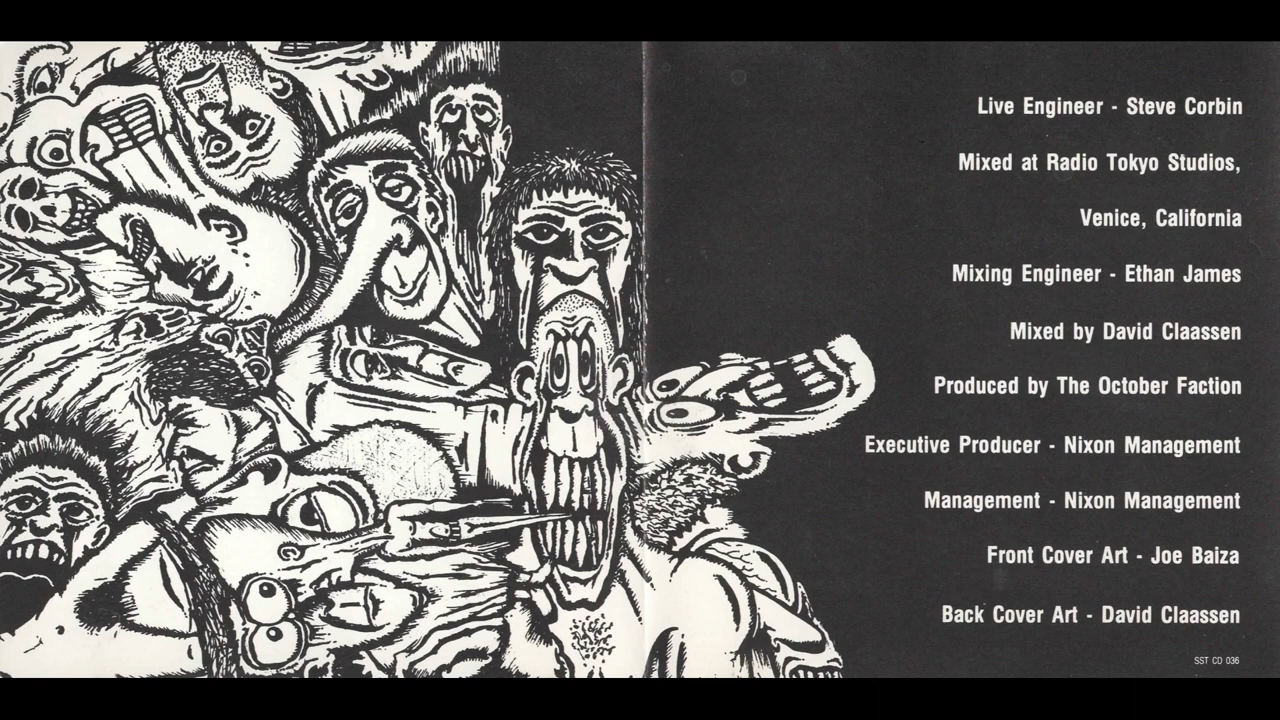 Live Engineer - Steve Corbin
Mixed at Radio Tokyo Studios,
Venice, California
Mixing Engineer - Ethan James
Mixed by David Claassen
Produced by The October Faction
Executive Producer - Nixon Management
Management - Nixon Management
Front Cover Art - Joe Baiza
Back Cover Art - David Claassen
SST CD 036